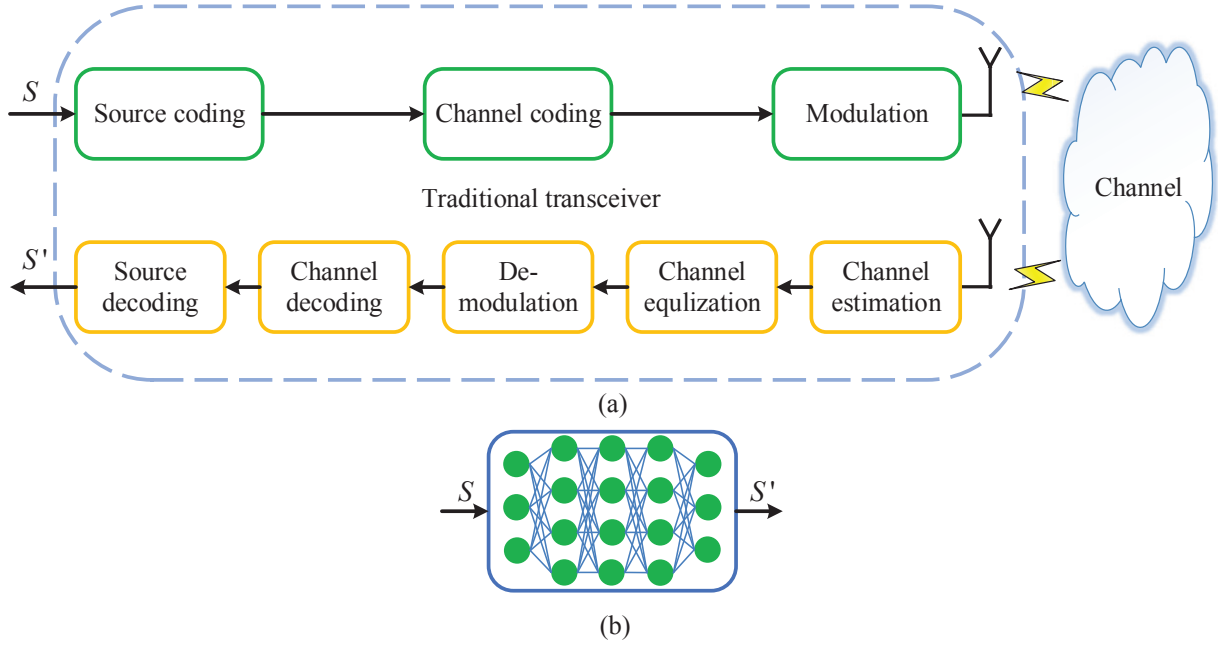 S
Source coding
Channel coding
Modulation
Channel
Traditional transceiver
S'
Source
decoding
Channel
decoding
De-
modulation
Channel
equlization
Channel
estimation
(a)
S
S'
(b)